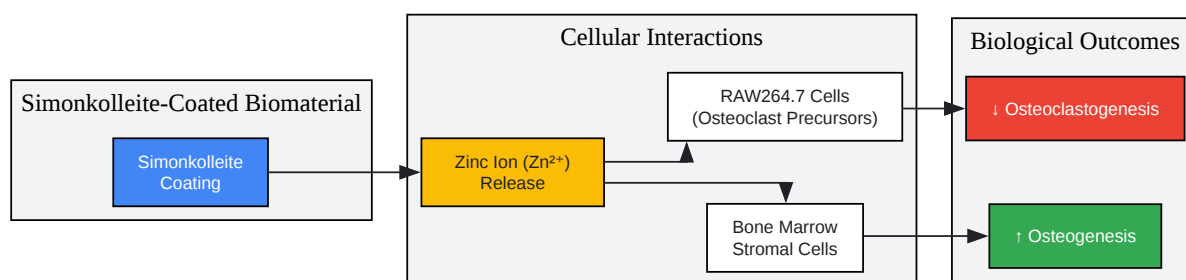 Simonkolleite-Coated Biomaterial
Simonkolleite
Coating
Cellular Interactions
Zinc Ion (Zn²⁺)
Release
RAW264.7 Cells
(Osteoclast Precursors)
Bone Marrow
Stromal Cells
Biological Outcomes
↓ Osteoclastogenesis
↑ Osteogenesis